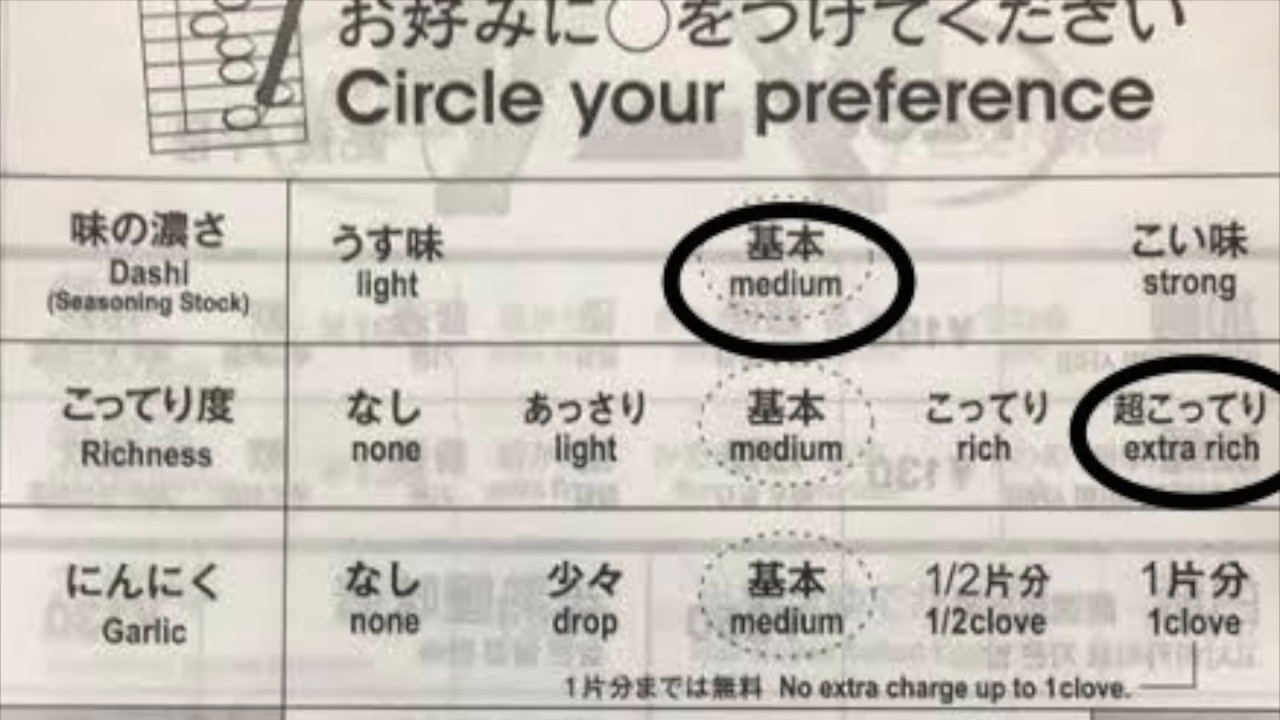 お好みに○をつけてください
Circle your preference
味の濃さ うす味 基本 こい味
Dashi light medium strong
(Seasoning Stock)
こってり度 なし あっさり 基本 こってり 超こってり
Richness none light medium rich extra rich
にんにく なし 少々 基本 1/2片分 1片分
Garlic none drop medium 1/2clove 1clove
1片分までは無料 No extra charge up to 1clove.